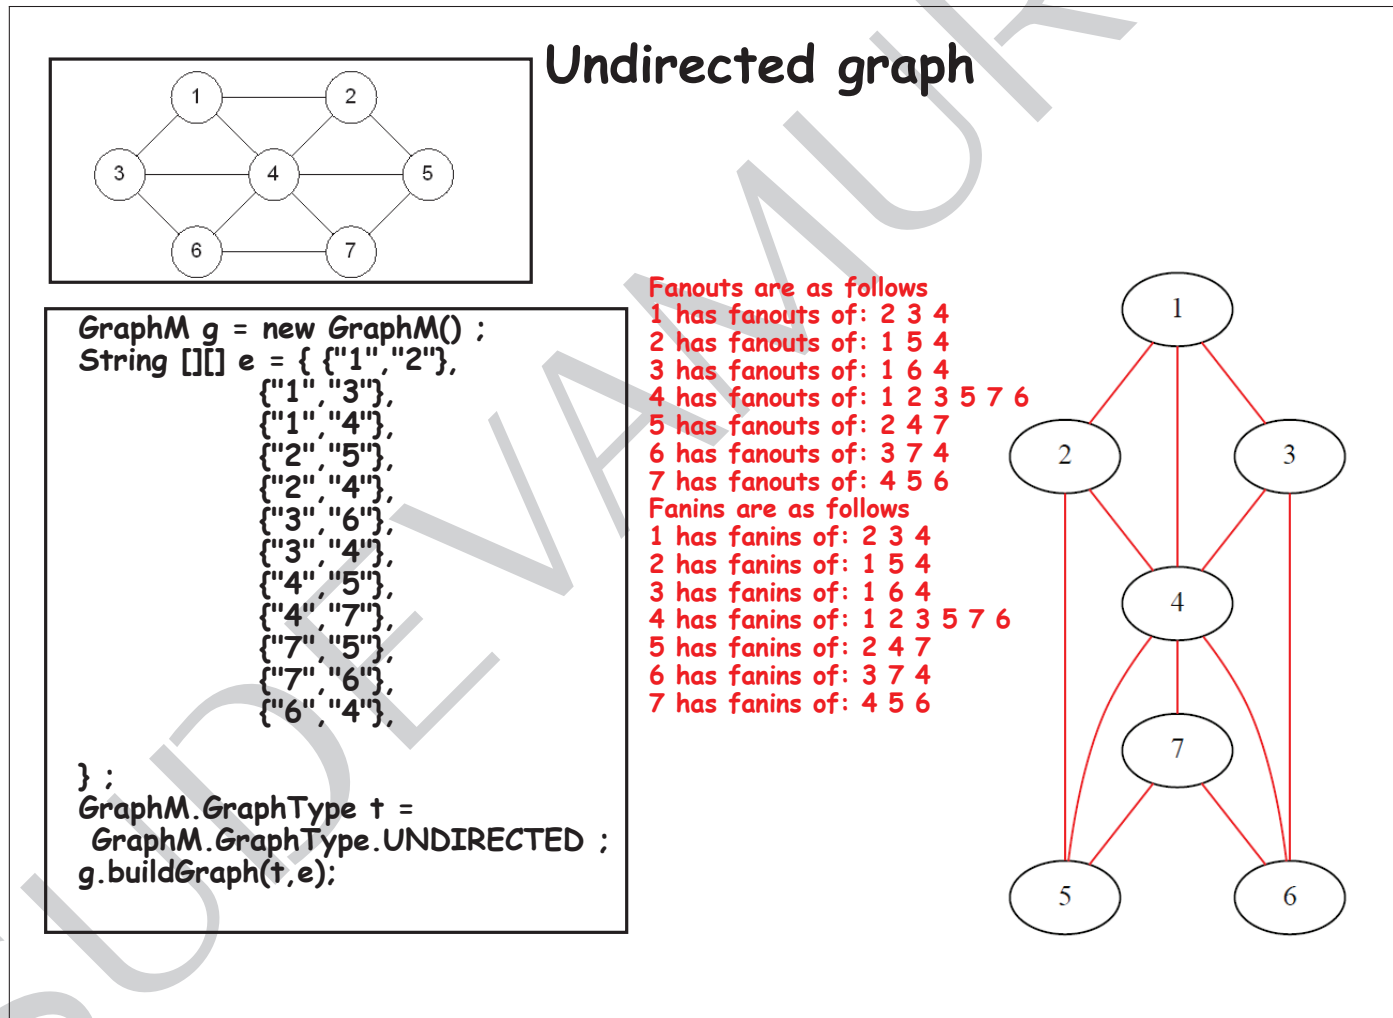 Undirected graph
1 2
3 4 5
6 7
GraphM g = new GraphM() ;
String [][] e = { {"1","2"},
{"1","3"},
{"1","4"},
{"2","5"},
{"2","4"},
{"3","6"},
{"3","4"},
{"4","5"},
{"4","7"},
{"7","5"},
{"7","6"},
{"6","4"},
} ;
GraphM.GraphType t =
GraphM.GraphType.UNDIRECTED ;
g.buildGraph(t,e);
Fanouts are as follows
1 has fanouts of: 2 3 4
2 has fanouts of: 1 5 4
3 has fanouts of: 1 6 4
4 has fanouts of: 1 2 3 5 7 6
5 has fanouts of: 2 4 7
6 has fanouts of: 3 7 4
7 has fanouts of: 4 5 6
Fanins are as follows
1 has fanins of: 2 3 4
2 has fanins of: 1 5 4
3 has fanins of: 1 6 4
4 has fanins of: 1 2 3 5 7 6
5 has fanins of: 2 4 7
6 has fanins of: 3 7 4
7 has fanins of: 4 5 6
1
2 3
4
7
5 6
UDEVAMUR